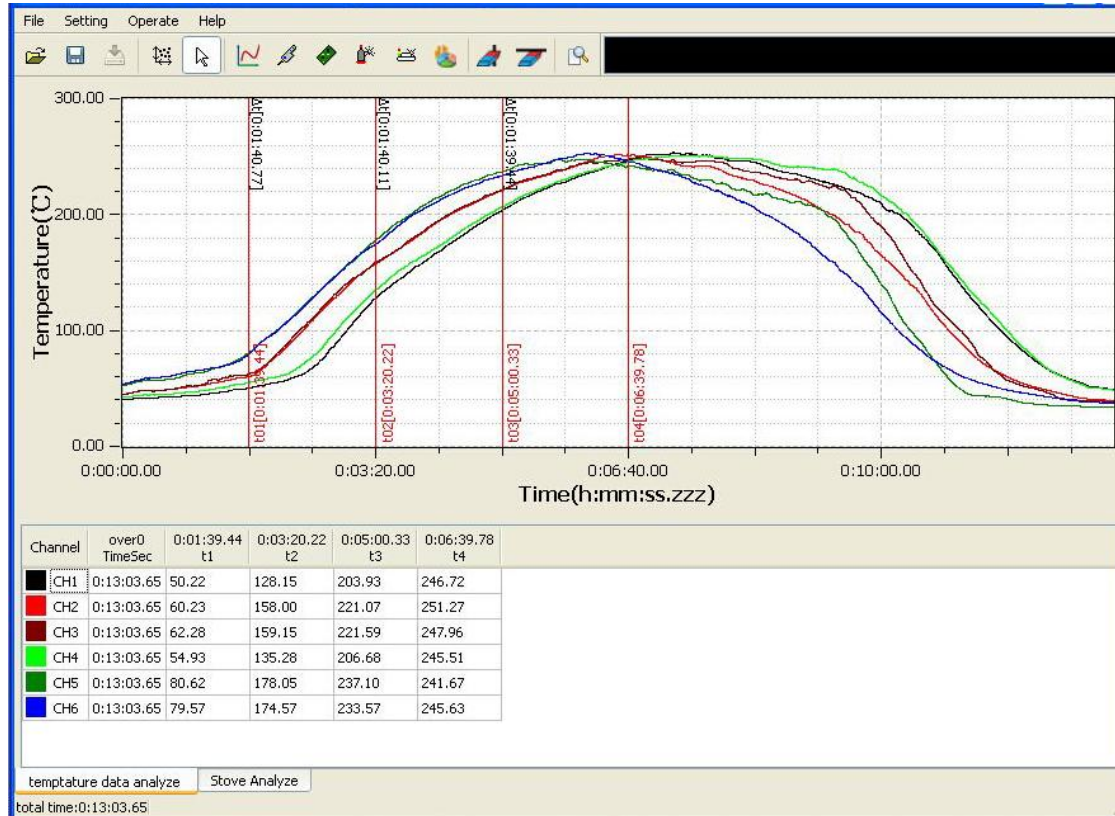 File Setting Operate Help
300.00
200.00
100.00
0.00
Temperature(℃)
Δt[0:01:40.77]
Δt[0:01:40.11]
Δt[0:01:39.44]
t01[0:01:39.44]
t02[0:03:20.22]
t03[0:05:00.33]
t04[0:06:39.78]
0:00:00.00 0:03:20.00 0:06:40.00 0:10:00.00
Time(h:mm:ss.zzz)
Channel over0 0:01:39.44 0:03:20.22 0:05:00.33 0:06:39.78
TimeSec t1 t2 t3 t4
CH1 0:13:03.65 50.22 128.15 203.93 246.72
CH2 0:13:03.65 60.23 158.00 221.07 251.27
CH3 0:13:03.65 62.28 159.15 221.59 247.96
CH4 0:13:03.65 54.93 135.28 206.68 245.51
CH5 0:13:03.65 80.62 178.05 237.10 241.67
CH6 0:13:03.65 79.57 174.57 233.57 245.63
temptature data analyze Stove Analyze
total time:0:13:03.65